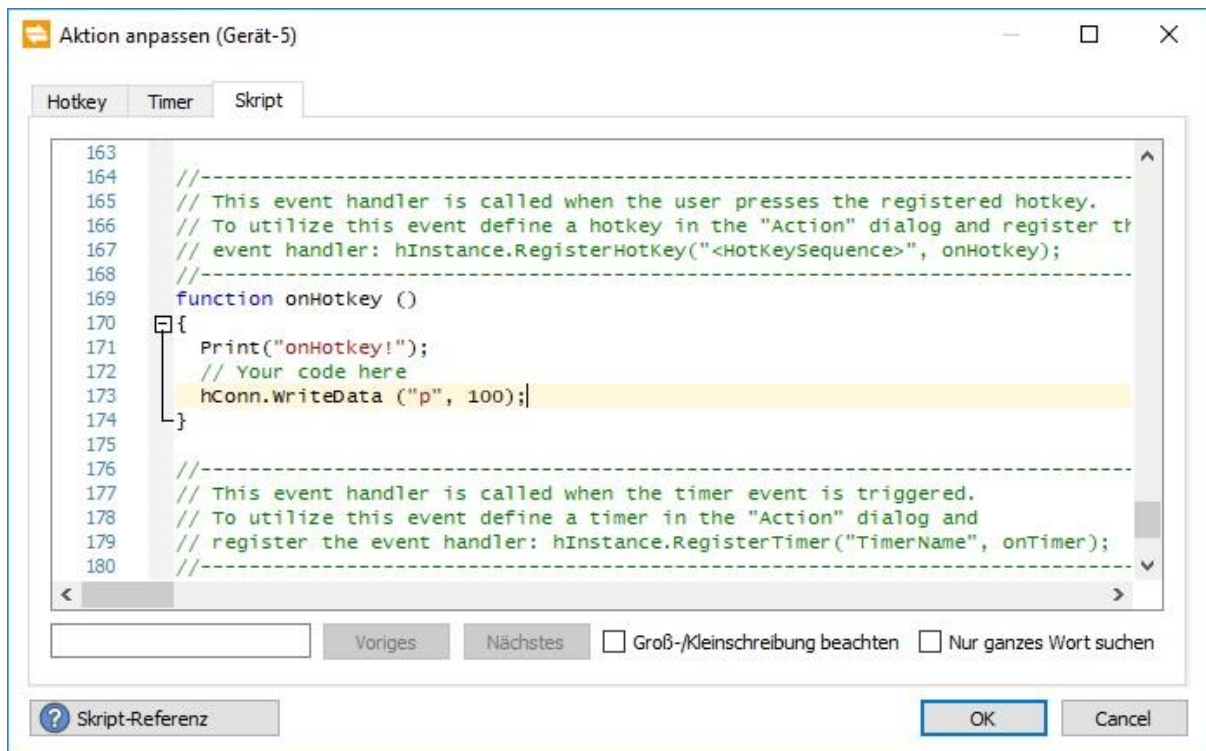 Aktion anpassen (Gerät-5)
Hotkey Timer Skript
163
164 //-----------------------------------------------------------------------------
165 // This event handler is called when the user presses the registered hotkey.
166 // To utilize this event define a hotkey in the "Action" dialog and register th
167 // event handler: hInstance.RegisterHotKey("<HotKeySequence>", onHotkey);
168 //-----------------------------------------------------------------------------
169 function onHotkey ()
170 {
171 Print("onHotkey!");
172 // Your code here
173 hConn.WriteData ("p", 100);
174 }
175
176 //-----------------------------------------------------------------------------
177 // This event handler is called when the timer event is triggered.
178 // To utilize this event define a timer in the "Action" dialog and
179 // register the event handler: hInstance.RegisterTimer("TimerName", onTimer);
180 //-----------------------------------------------------------------------------
Voriges Nächstes Groß-/Kleinschreibung beachten Nur ganzes Wort suchen
? Skript-Referenz OK Cancel